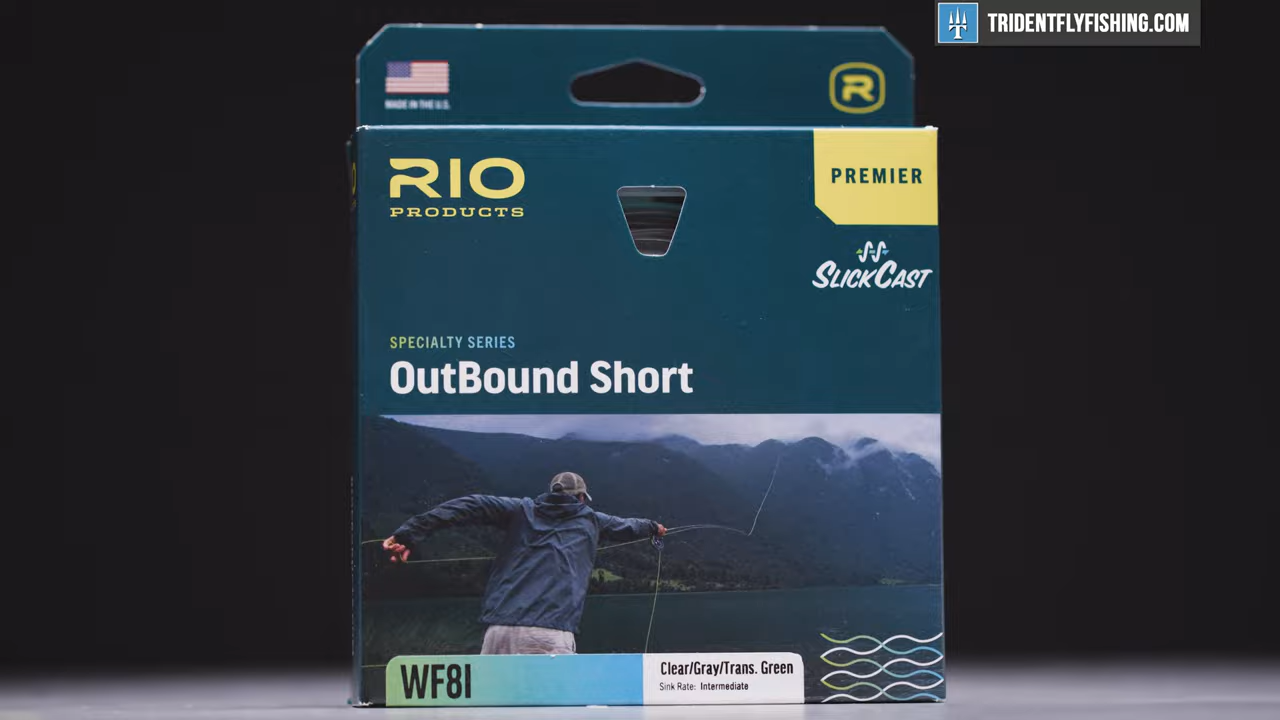 TRIDENTFLYFISHING.COM
MADE IN THE U.S.
R
RIO
PRODUCTS
PREMIER
SLICKCAST
SPECIALTY SERIES
OutBound Short
WF8I
Clear/Gray/Trans. Green
Sink Rate: Intermediate